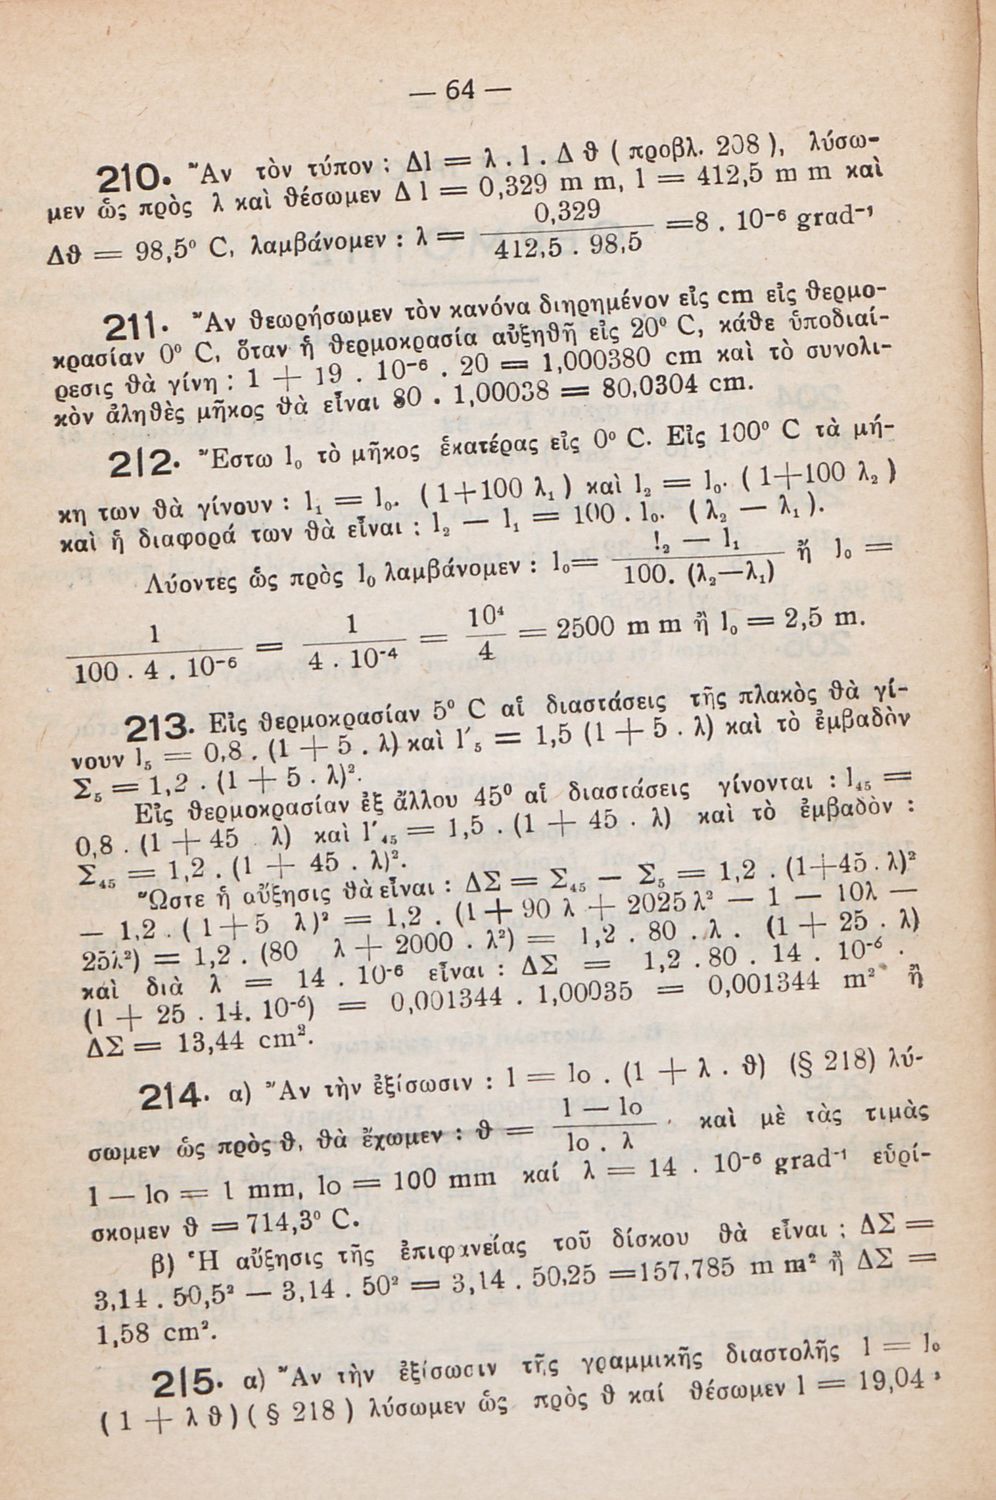 — 64 —
210. Ἂν τὸν τύπον : Δl = λ . l . Δ ϑ ( προβλ. 208 ), λύσω-
μεν ὡς πρὸς λ καὶ ϑέσωμεν Δ l = 0,329 m m, l = 412,5 m m καὶ
Δϑ = 98,5⁰ C, λαμβάνομεν : λ = 0,329 / 412,5 . 98,5 =8 . 10⁻⁶ grad⁻¹
211. Ἂν ϑεωρήσωμεν τὸν κανόνα διῃρημένον εἰς cm εἰς ϑερμο-
κρασίαν 0⁰ C, ὅταν ἡ ϑερμοκρασία αὐξηϑῇ εἰς 20⁰ C, κάϑε ὑποδιαί-
ρεσις ϑὰ γίνῃ : 1 + 19 . 10⁻⁶ . 20 = 1,000380 cm καὶ τὸ συνολι-
κὸν ἀληϑὲς μῆκος ϑὰ εἶναι 80 . 1,00038 = 80,0304 cm.
212. Ἔστω l₀ τὸ μῆκος ἑκατέρας εἰς 0⁰ C. Εἰς 100⁰ C τὰ μή-
κη των ϑὰ γίνουν : l₁ = l₀. ( 1+100 λ₁ ) καὶ l₂ = l₀. ( 1+100 λ₂ )
καὶ ἡ διαφορά των ϑὰ εἶναι : l₂ — l₁ = 100 . l₀. ( λ₂ — λ₁ ).
Λύοντες ὡς πρὸς l₀ λαμβάνομεν : l₀= l₂ — l₁ / 100. (λ₂—λ₁) ἤ l₀ =
1 / 100 . 4 . 10⁻⁶ = 1 / 4 . 10⁻⁴ = 10⁴ / 4 = 2500 m m ἢ l₀ = 2,5 m.
213. Εἰς ϑερμοκρασίαν 5⁰ C αἱ διαστάσεις τῆς πλακὸς ϑὰ γί-
νουν l₅ = 0,8 . (1 + 5 . λ) καὶ l΄₅ = 1,5 (1 + 5 . λ) καὶ τὸ ἐμβαδὸν
Σ₅ = 1,2 . (1 + 5 . λ)².
Εἰς ϑερμοκρασίαν ἐξ ἄλλου 45⁰ αἱ διαστάσεις γίνονται : l₄₅ =
0,8 . (1 + 45 λ) καὶ l΄₄₅ = 1,5 . (1 + 45 . λ) καὶ τὸ ἐμβαδὸν :
Σ₄₅ = 1,2 . (1 + 45 . λ)².
Ὥστε ἡ αὔξησις ϑὰ εἶναι : ΔΣ = Σ₄₅ — Σ₅ = 1,2 . (1+45 . λ)²
— 1,2 . ( 1+5 λ)² = 1,2 . (1 + 90 λ + 2025 λ² — 1 — 10λ —
25λ²) = 1,2 . (80 λ + 2000 . λ²) = 1,2 . 80 . λ . (1 + 25 . λ)
καὶ διὰ λ = 14 . 10⁻⁶ εἶναι : ΔΣ = 1,2 . 80 . 14 . 10⁻⁶ .
(1 + 25 . 14. 10⁻⁶) = 0,001344 . 1,00035 = 0,001344 m² ἢ
ΔΣ = 13,44 cm².
214. α) Ἂν τὴν ἐξίσωσιν : l = lo . (1 + λ . ϑ) (§ 218) λύ-
σωμεν ὡς πρὸς ϑ, ϑὰ ἔχωμεν : ϑ = l — lo / lo . λ , καὶ μὲ τὰς τιμὰς
l — lo = 1 mm, lo = 100 mm καί λ = 14 . 10⁻⁶ grad⁻¹ εὑρί-
σκομεν ϑ = 714,3⁰ C.
β) Ἡ αὔξησις τῆς ἐπιφανείας τοῦ δίσκου ϑὰ εἶναι : ΔΣ =
3,14 . 50,5² — 3,14 . 50² = 3,14 . 50,25 =157,785 m m² ἢ ΔΣ =
1,58 cm².
215. α) Ἂν τὴν ἐξίσωσιν τῆς γραμμικῆς διαστολῆς l = l₀
( 1 + λ ϑ ) ( § 218 ) λύσωμεν ὡς πρὸς ϑ καί ϑέσωμεν l = 19,04 ,